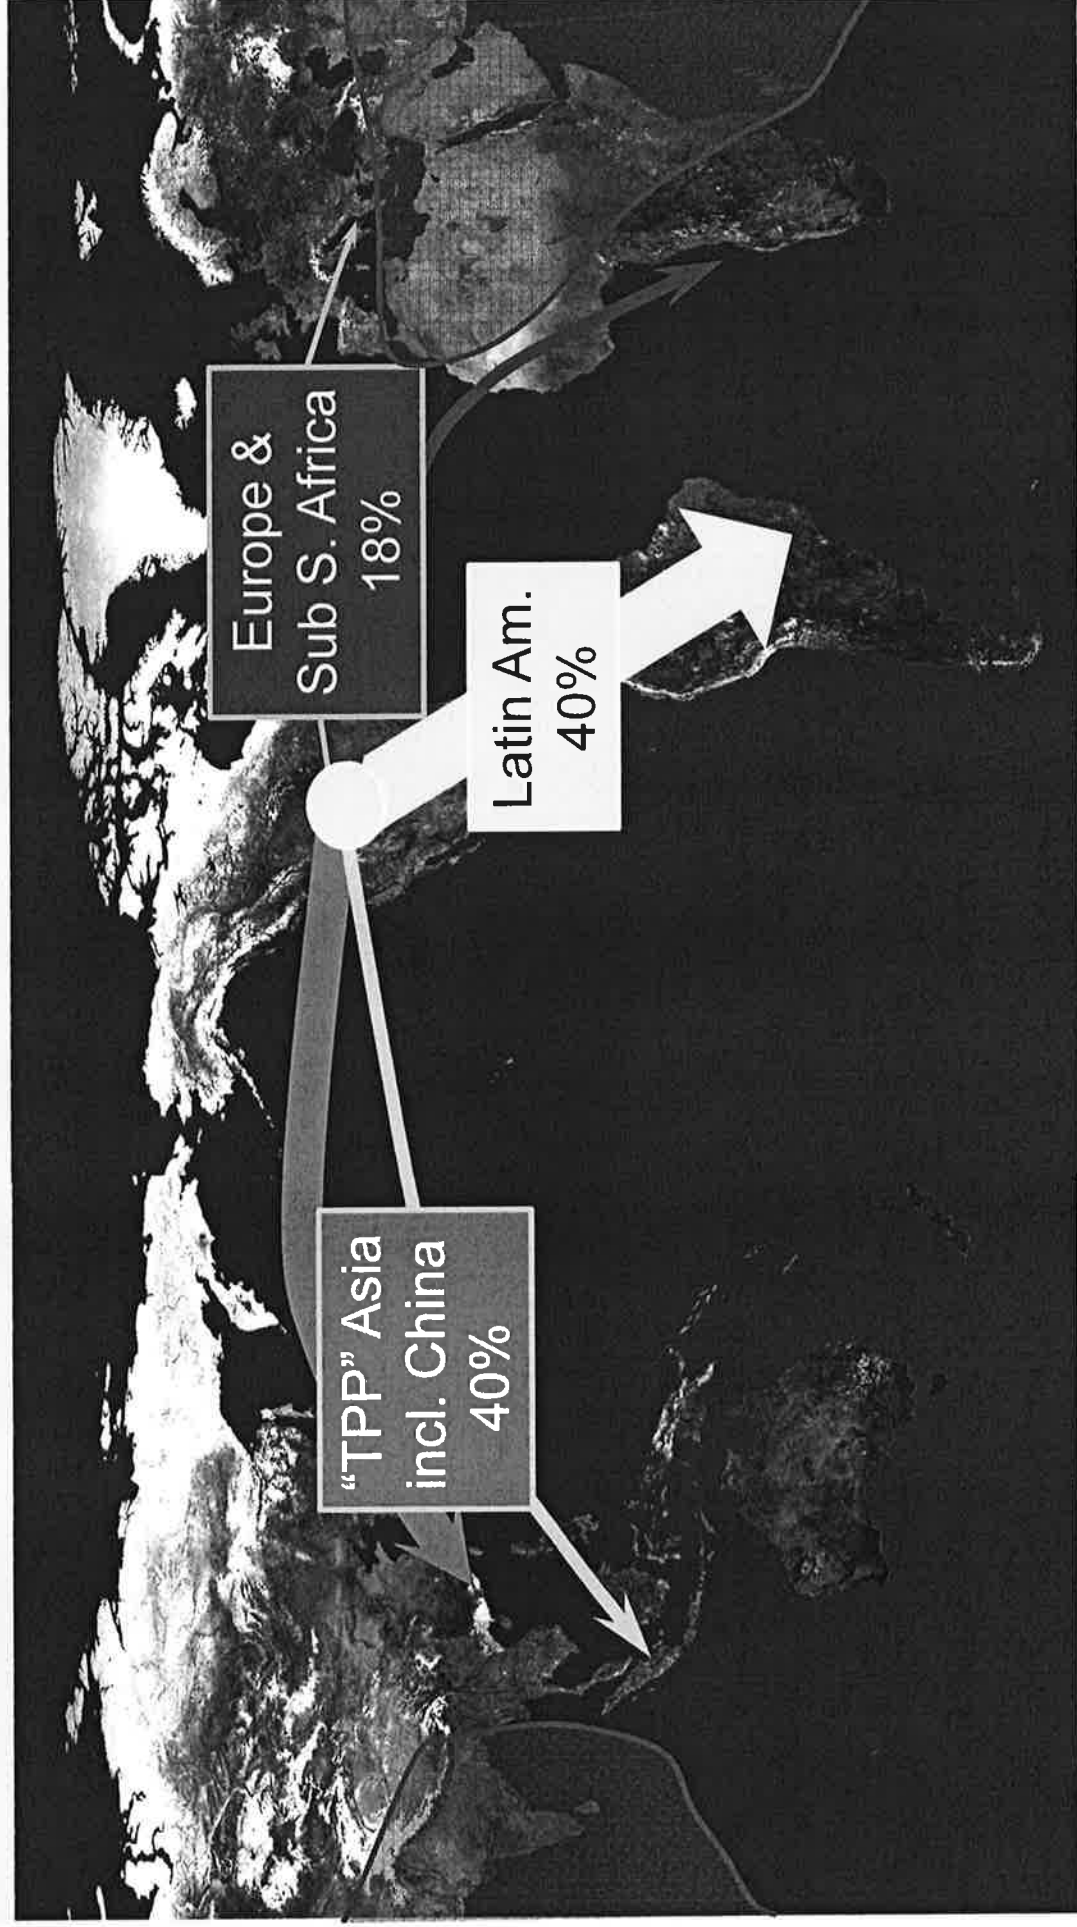 “TPP” Asia
incl. China
40%
Latin Am.
40%
Europe &
Sub S. Africa
18%